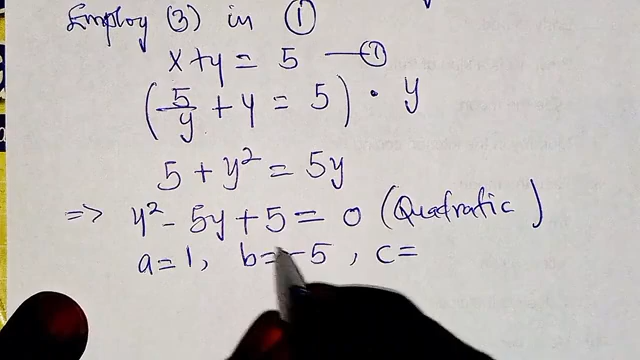 Employ (3) in ①
x+y = 5 —①
(5/y + y = 5) · y
5 + y² = 5y
=> y² - 5y + 5 = 0 (Quadratic)
a=1, b=-5, c=